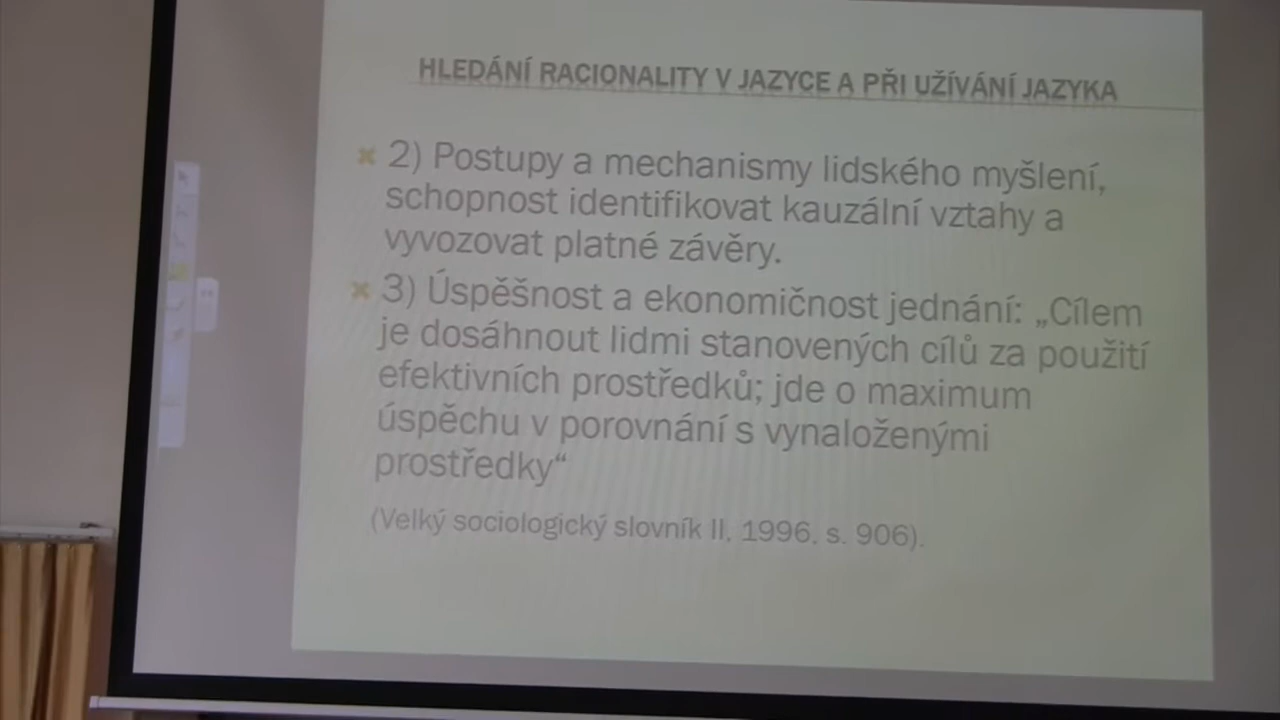 HLEDÁNÍ RACIONALITY V JAZYCE A PŘI UŽÍVÁNÍ JAZYKA
2) Postupy a mechanismy lidského myšlení,
schopnost identifikovat kauzální vztahy a
vyvozovat platné závěry.
3) Úspěšnost a ekonomičnost jednání: „Cílem
je dosáhnout lidmi stanovených cílů za použití
efektivních prostředků; jde o maximum
úspěchu v porovnání s vynaloženými
prostředky“
(Velký sociologický slovník II, 1996. s. 906).